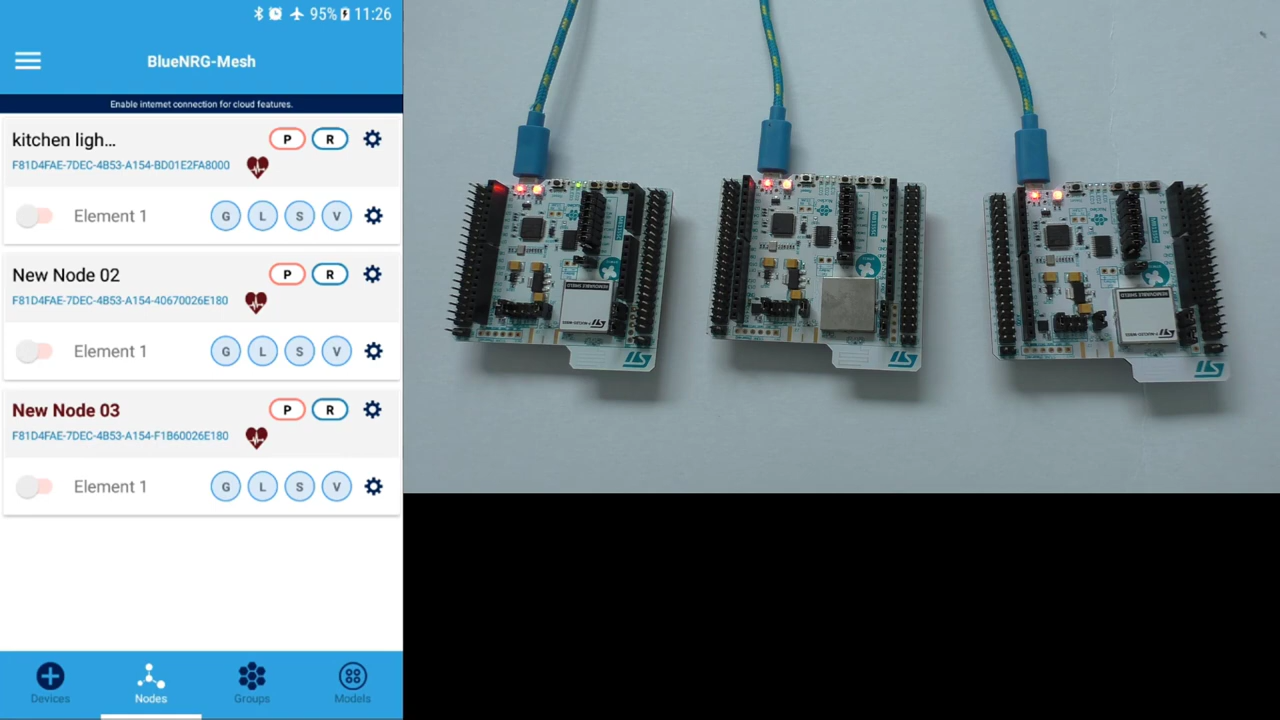 95% 11:26
BlueNRG-Mesh
Enable internet connection for cloud features.
kitchen ligh...
P R
F81D4FAE-7DEC-4B53-A154-BD01E2FA8000
Element 1
G L S V
New Node 02
P R
F81D4FAE-7DEC-4B53-A154-40670026E180
Element 1
G L S V
New Node 03
P R
F81D4FAE-7DEC-4B53-A154-F1B60026E180
Element 1
G L S V
Devices Nodes Groups Models